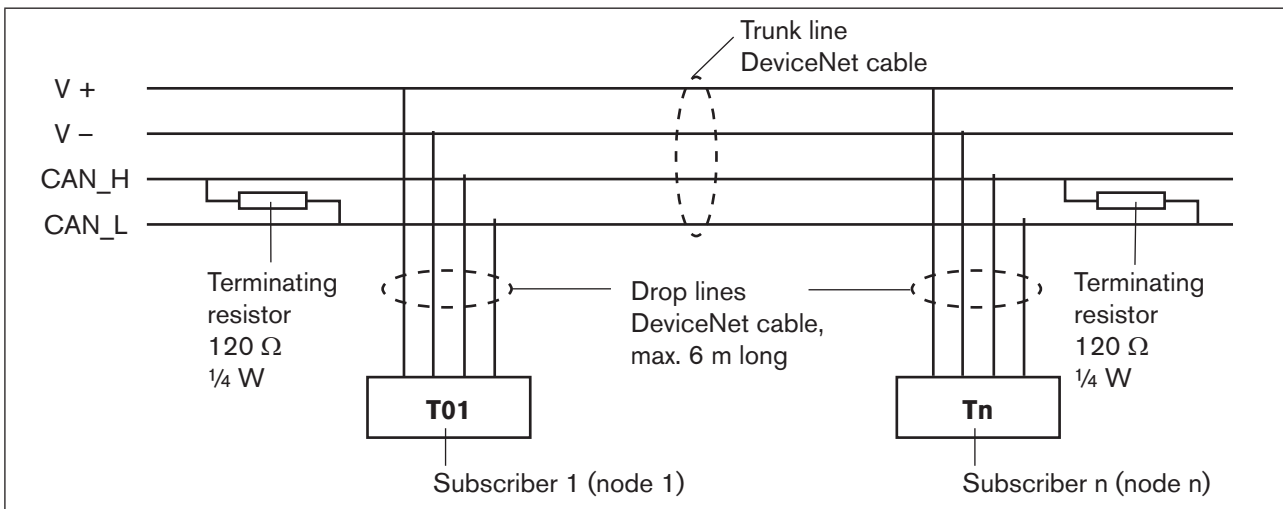 Trunk line
DeviceNet cable
V +
V –
CAN_H
CAN_L
Terminating
resistor
120 Ω
¼ W
Drop lines
DeviceNet cable,
max. 6 m long
Terminating
resistor
120 Ω
¼ W
T01
Tn
Subscriber 1 (node 1)
Subscriber n (node n)